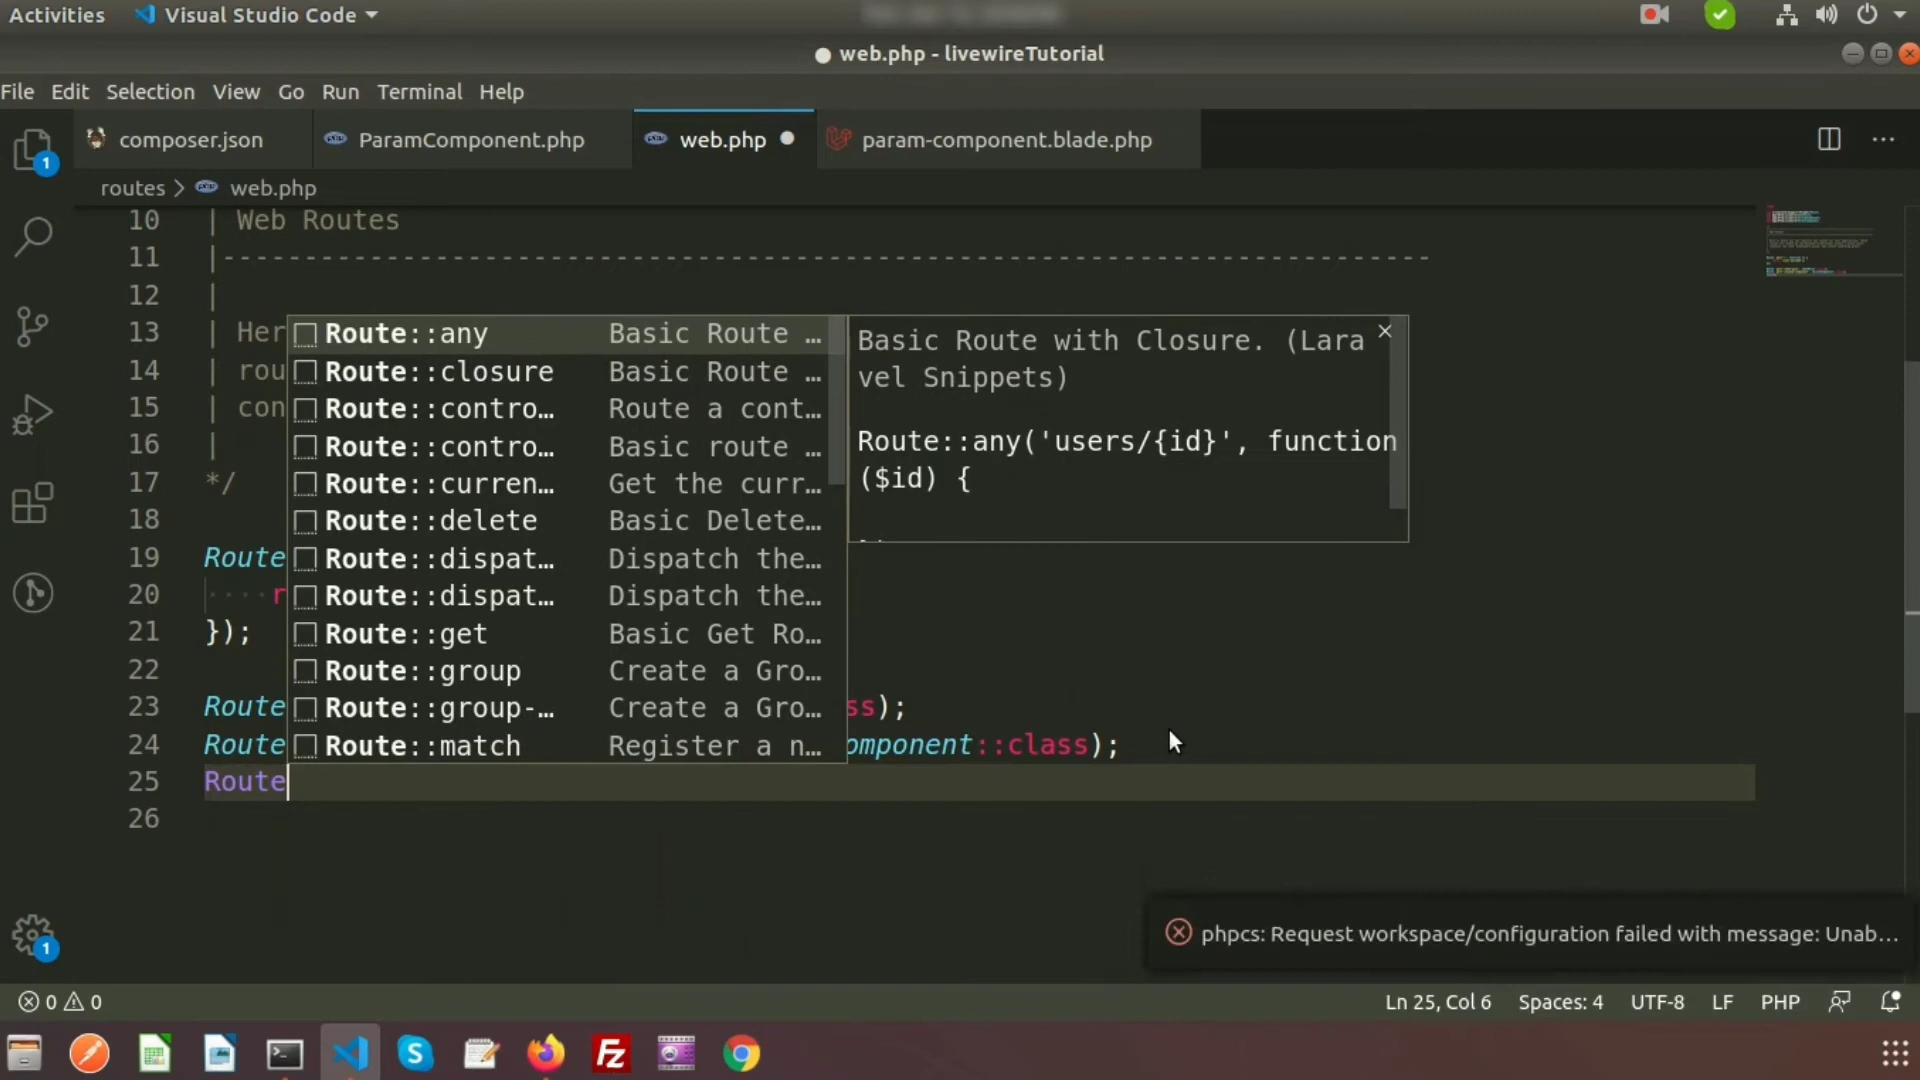 Activities Visual Studio Code
web.php - livewireTutorial
File Edit Selection View Go Run Terminal Help
1 composer.json ParamComponent.php web.php param-component.blade.php ...
routes > web.php
10 | Web Routes
11 |--------------------------------------------------------------------------
12 |
13 | Her
14 | rou
15 | con
16 |
17 */
18
19 Route
20 ····r
21 });
22
23 Route ss);
24 Route omponent::class);
25 Route
26
Route::any Basic Route ...
Route::closure Basic Route ...
Route::contro... Route a cont...
Route::contro... Basic route ...
Route::curren... Get the curr...
Route::delete Basic Delete...
Route::dispat... Dispatch the...
Route::dispat... Dispatch the...
Route::get Basic Get Ro...
Route::group Create a Gro...
Route::group-... Create a Gro...
Route::match Register a n...
Basic Route with Closure. (Lara
vel Snippets)
Route::any('users/{id}', function
($id) {
phpcs: Request workspace/configuration failed with message: Unab...
1
0 0 Ln 25, Col 6 Spaces: 4 UTF-8 LF PHP
S Fz